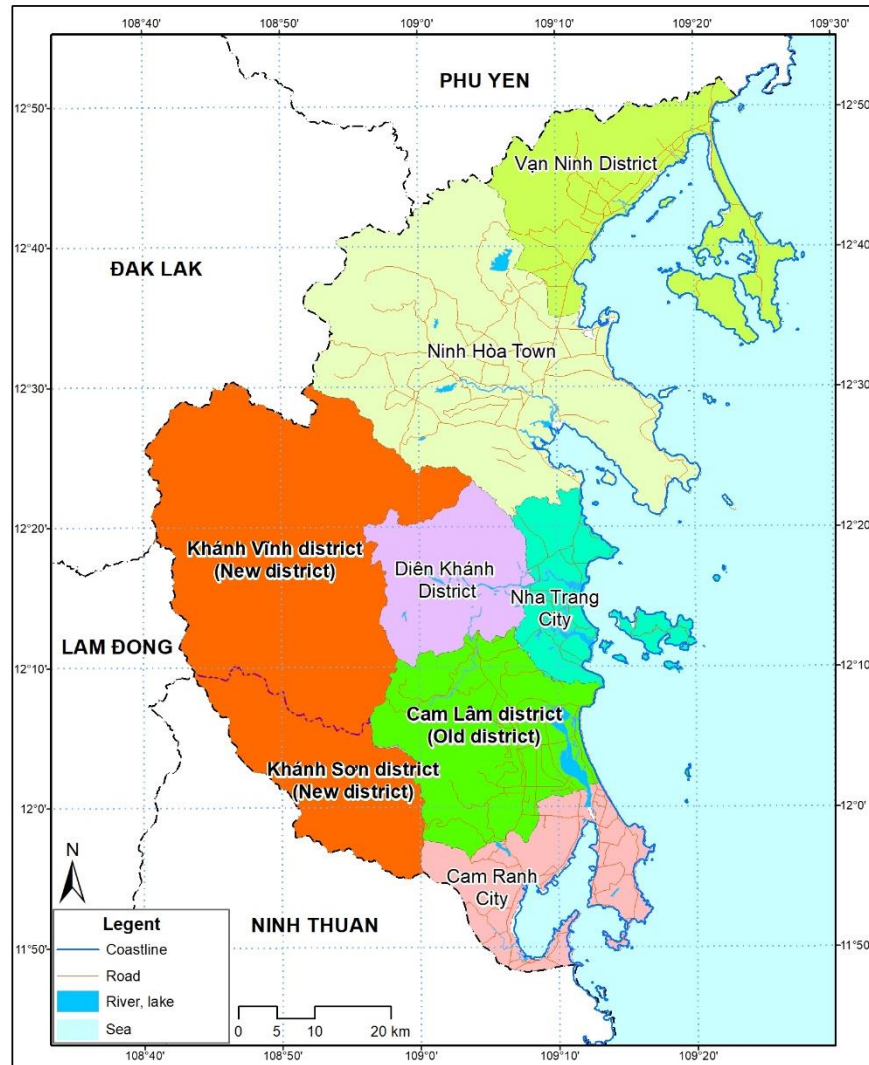 108°40' 108°50' 109°0' 109°10' 109°20' 109°30'
PHU YEN
12°50' 12°50'
Vạn Ninh District
12°40' 12°40'
ĐAK LAK
Ninh Hòa Town
12°30' 12°30'
12°20' 12°20'
Khánh Vĩnh district
(New district)
Diên Khánh
District
Nha Trang
City
LAM ĐONG
12°10' 12°10'
Cam Lâm district
(Old district)
Khánh Sơn district
(New district)
12°0' 12°0'
N
Cam Ranh
City
NINH THUAN
11°50' 11°50'
Legent
Coastline
Road
River, lake
Sea
0 5 10 20 km
108°40' 108°50' 109°0' 109°10' 109°20'